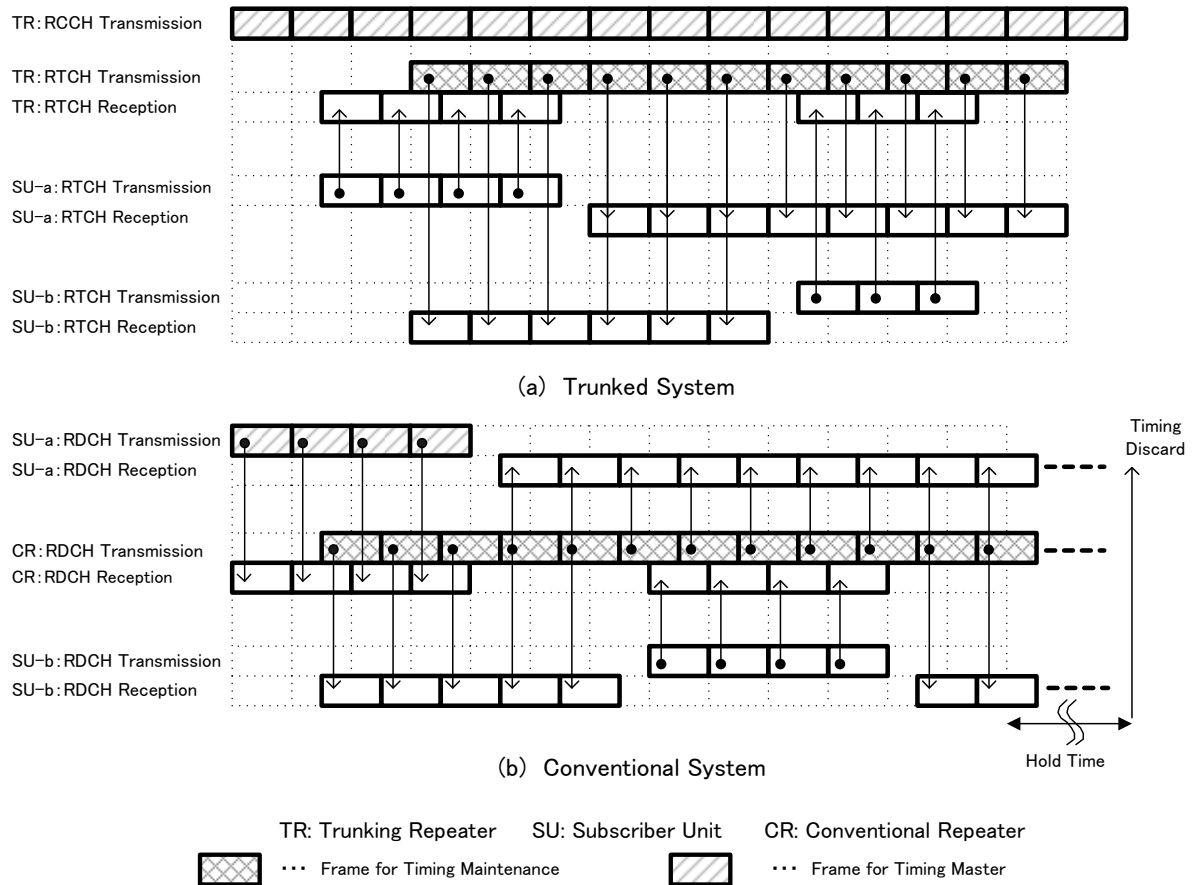 TR: RCCH Transmission
TR: RTCH Transmission
TR: RTCH Reception
SU-a: RTCH Transmission
SU-a: RTCH Reception
SU-b: RTCH Transmission
SU-b: RTCH Reception
(a) Trunked System
SU-a: RDCH Transmission
SU-a: RDCH Reception
Timing
Discard
CR: RDCH Transmission
CR: RDCH Reception
SU-b: RDCH Transmission
SU-b: RDCH Reception
Hold Time
(b) Conventional System
TR: Trunking Repeater SU: Subscriber Unit CR: Conventional Repeater
··· Frame for Timing Maintenance ··· Frame for Timing Master